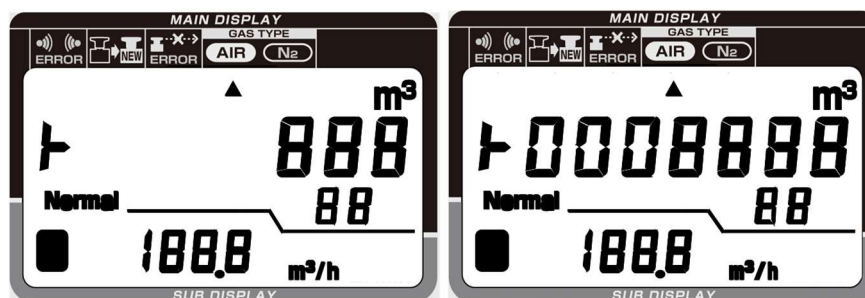 MAIN DISPLAY
ERROR NEW ERROR GAS TYPE AIR N₂
m³
888
Normal 88
188.8 m³/h
SUB DISPLAY
MAIN DISPLAY
ERROR NEW ERROR GAS TYPE AIR N₂
m³
0008888
Normal 88
188.8 m³/h
SUB DISPLAY